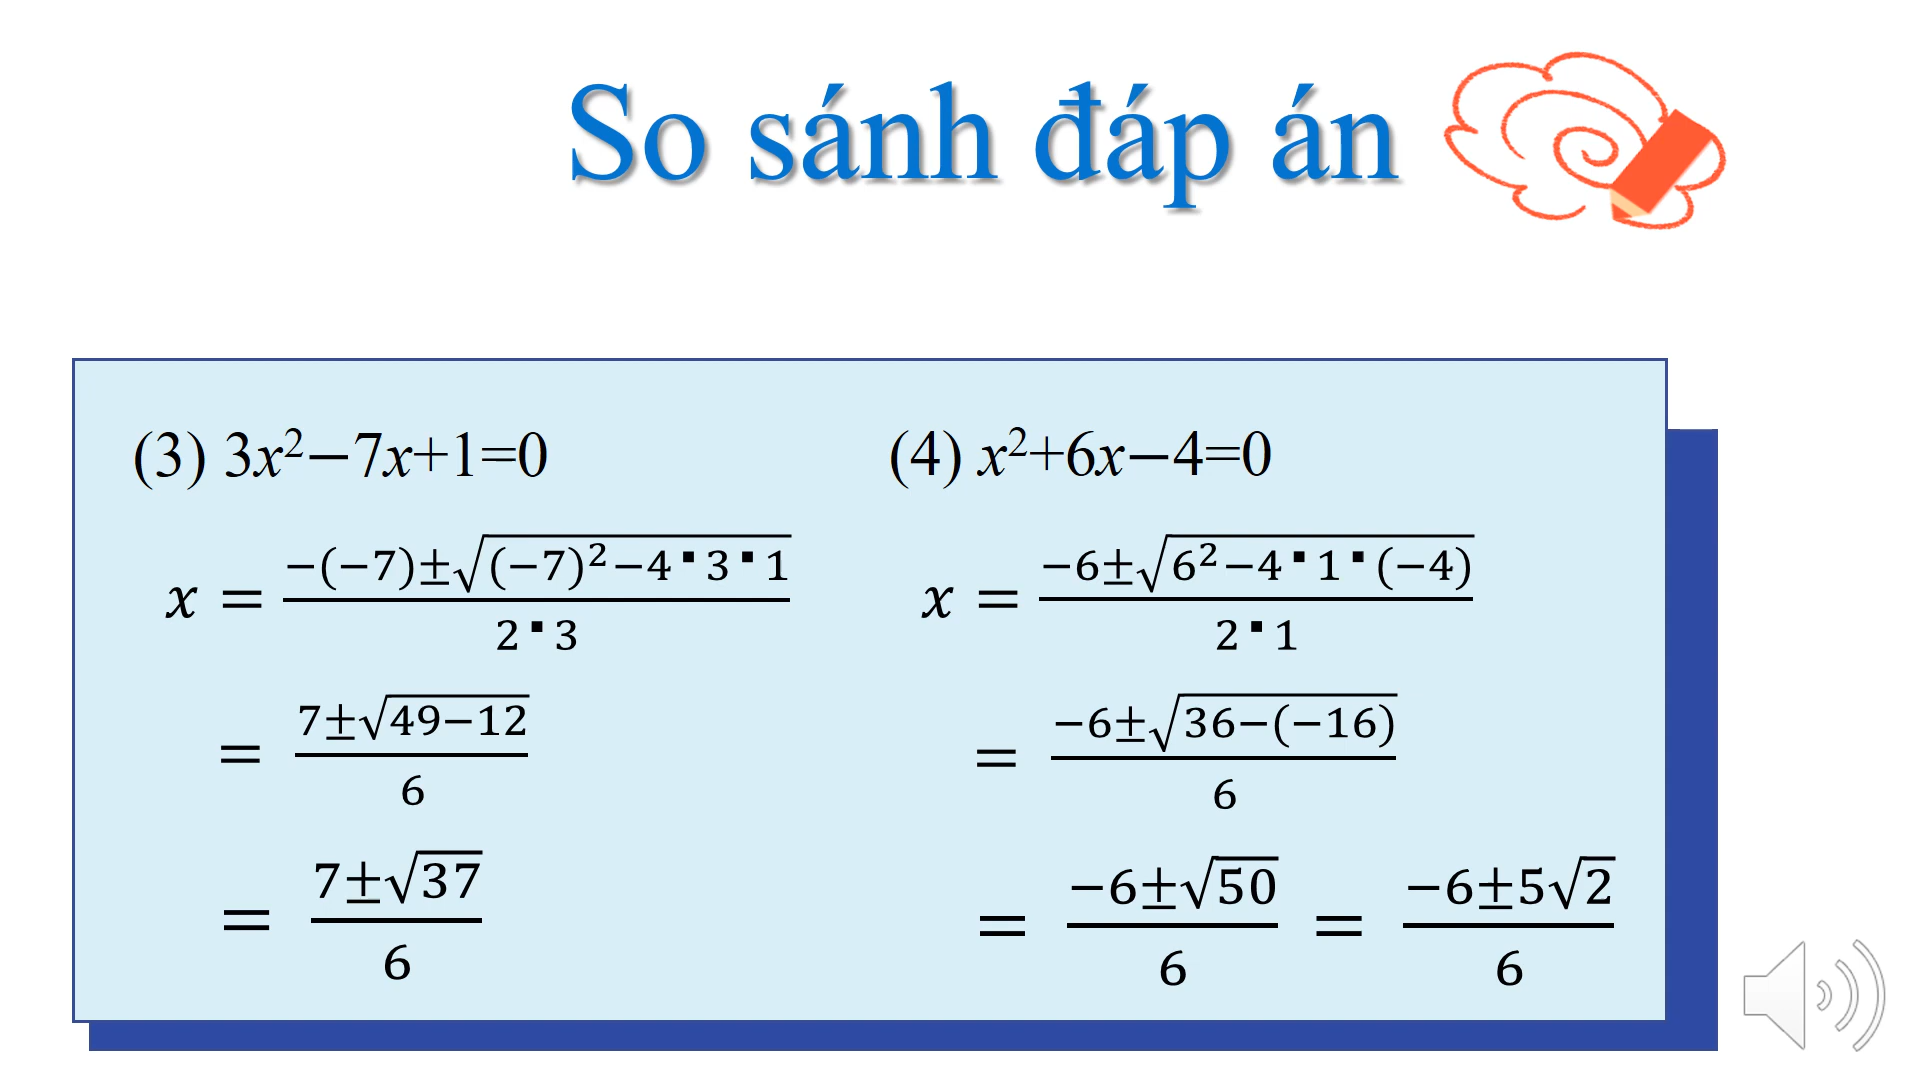 So sánh đáp án
(3) 3x²−7x+1=0
x = (−(−7)±√((−7)²−4▪3▪1))/(2▪3)
= (7±√(49−12))/6
= (7±√37)/6
(4) x²+6x−4=0
x = (−6±√(6²−4▪1▪(−4)))/(2▪1)
= (−6±√(36−(−16)))/6
= (−6±√50)/6 = (−6±5√2)/6